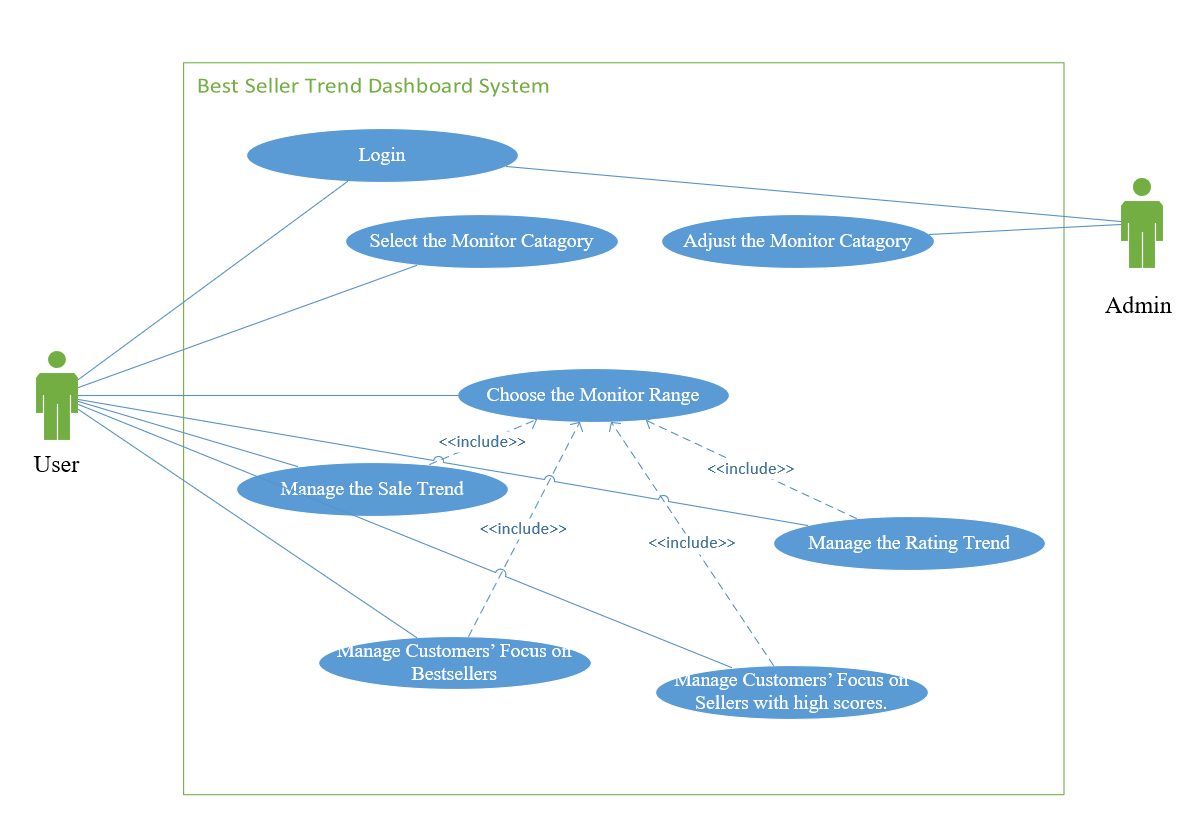 Best Seller Trend Dashboard System
Login
Select the Monitor Catagory
Adjust the Monitor Catagory
Admin
Choose the Monitor Range
User
<<include>>
<<include>>
Manage the Sale Trend
<<include>>
<<include>>
Manage the Rating Trend
Manage Customers’ Focus on
Bestsellers
Manage Customers’ Focus on
Sellers with high scores.